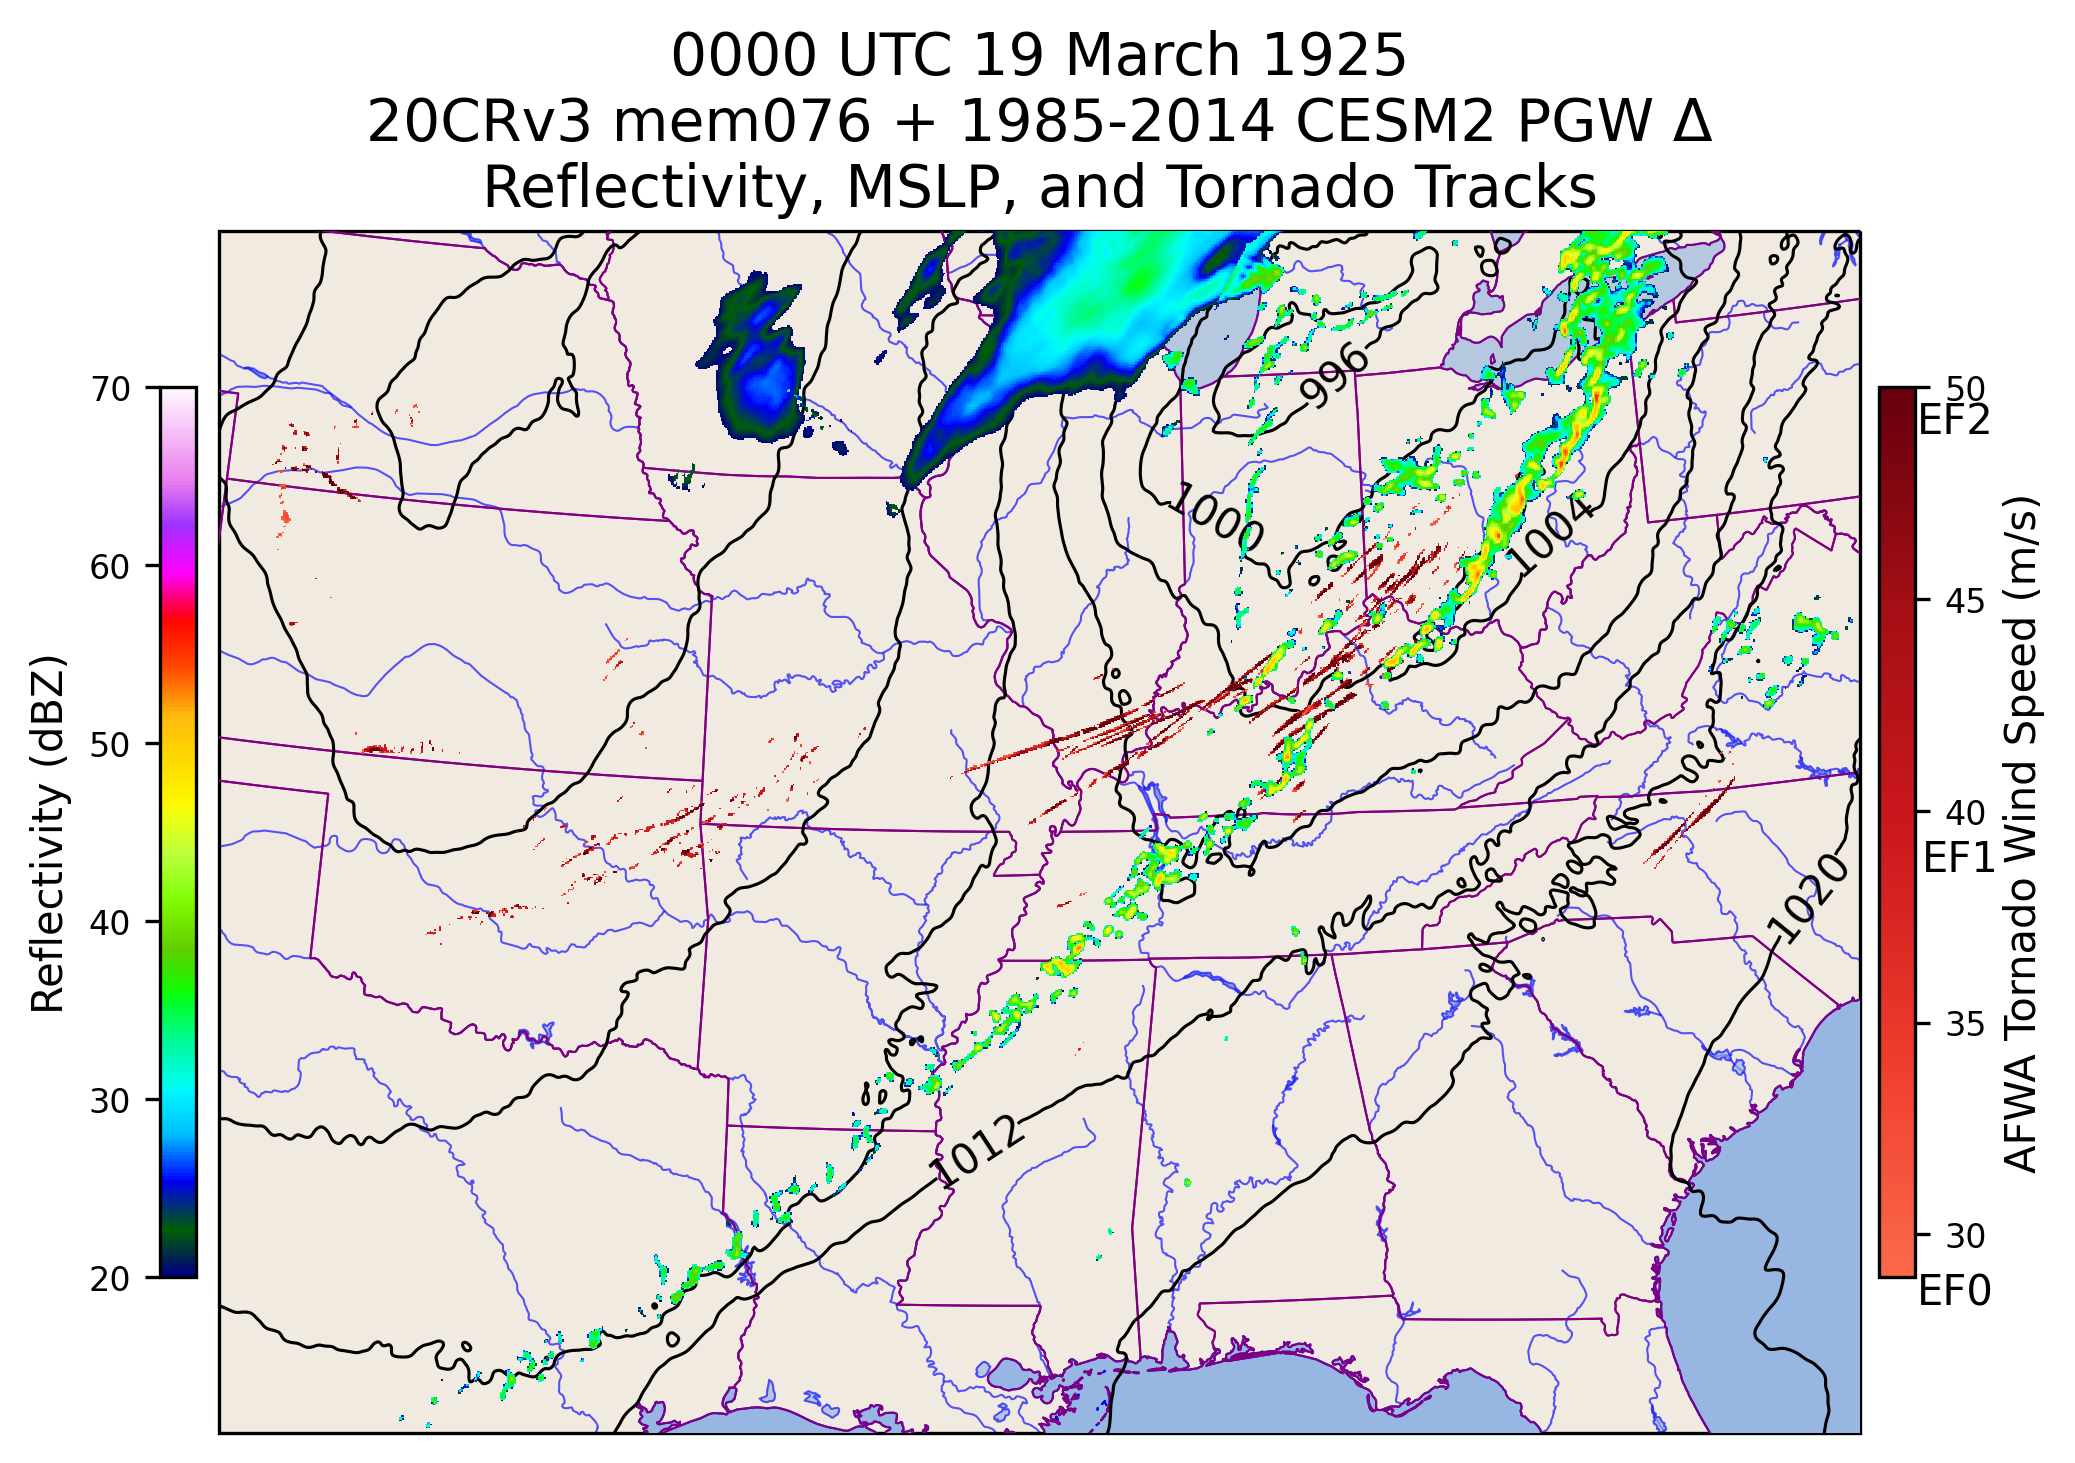 0000 UTC 19 March 1925
20CRv3 mem076 + 1985-2014 CESM2 PGW Δ
Reflectivity, MSLP, and Tornado Tracks
70
60
50
40
30
20
Reflectivity (dBZ)
996
1000
1004
1012
1020
50
EF2
45
40
EF1
35
30
EF0
AFWA Tornado Wind Speed (m/s)